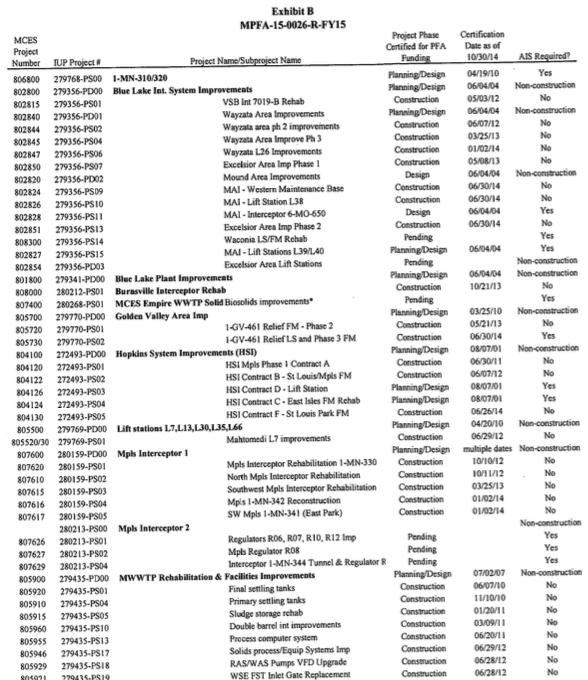 Exhibit B
MPFA-15-0026-R-FY15
MCES Project Number IUP Project # Project Name/Subproject Name Project Phase Certified for PFA Funding Certification Date as of 10/30/14 AIS Required?
806800 279768-PS00 1-MN-310/320 Planning/Design 04/19/10 Yes
802800 279356-PD00 Blue Lake Int. System Improvements Planning/Design 06/04/04 Non-construction
802815 279356-PS01 VSB Int 7019-B Rehab Construction 05/03/12 No
802840 279356-PD01 Wayzata Area Improvements Planning/Design 06/04/04 Non-construction
802844 279356-PS02 Wayzata area ph 2 improvements Construction 06/07/12 No
802845 279356-PS04 Wayzata Area Improve Ph 3 Construction 03/25/13 No
802847 279356-PS06 Wayzata L26 Improvements Construction 01/02/14 No
802850 279356-PS07 Excelsior Area Imp Phase 1 Construction 05/08/13 No
802820 279356-PD02 Mound Area Improvements Design 06/04/04 Non-construction
802824 279356-PS09 MAI - Western Maintenance Base Construction 06/30/14 No
802826 279356-PS10 MAI - Lift Station L38 Construction 06/30/14 No
802828 279356-PS11 MAI - Interceptor 6-MO-650 Design 06/04/04 Yes
802851 279356-PS13 Excelsior Area Imp Phase 2 Construction 06/30/14 No
808300 279356-PS14 Waconia LS/FM Rehab Pending Yes
802827 279356-PS15 MAI - Lift Stations L39/L40 Planning/Design 06/04/04 Yes
802854 279356-PD03 Excelsior Area Lift Stations Pending Non-construction
801800 279341-PD00 Blue Lake Plant Improvements Planning/Design 06/04/04 Non-construction
808000 280212-PS01 Burnsville Interceptor Rehab Construction 10/21/13 No
807400 280268-PS01 MCES Empire WWTP Solid Biosolids improvements* Pending Yes
805700 279770-PD00 Golden Valley Area Imp Planning/Design 03/25/10 Non-construction
805720 279770-PS01 1-GV-461 Relief FM - Phase 2 Construction 05/21/13 No
805730 279770-PS02 1-GV-461 Relief LS and Phase 3 FM Construction 06/30/14 Yes
804100 272493-PD00 Hopkins System Improvements (HSI) Planning/Design 08/07/01 Non-construction
804120 272493-PS01 HSI Mpls Phase 1 Contract A Construction 06/30/11 No
804122 272493-PS02 HSI Contract B - St Louis/Mpls FM Construction 06/07/12 No
804126 272493-PS03 HSI Contract D - Lift Station Planning/Design 08/07/01 Yes
804124 272493-PS04 HSI Contract C - East Isles FM Rehab Planning/Design 08/07/01 Yes
804130 272493-PS05 HSI Contract F - St Louis Park FM Construction 06/26/14 No
805500 279769-PD00 Lift stations L7,L13,L30,L35,L66 Planning/Design 04/20/10 Non-construction
805520/30 279769-PS01 Mahtomedi L7 improvements Construction 06/29/12 No
807600 280159-PD00 Mpls Interceptor 1 Planning/Design multiple dates Non-construction
807620 280159-PS01 Mpls Interceptor Rehabilitation 1-MN-330 Construction 10/10/12 No
807610 280159-PS02 North Mpls Interceptor Rehabilitation Construction 10/11/12 No
807615 280159-PS03 Southwest Mpls Interceptor Rehabilitation Construction 03/25/13 No
807616 280159-PS04 Mpls 1-MN-342 Reconstruction Construction 01/02/14 No
807617 280159-PS05 SW Mpls 1-MN-341 (East Park) Construction 01/02/14 No
280213-PS00 Mpls Interceptor 2 Non-construction
807626 280213-PS01 Regulators R06, R07, R10, R12 Imp Pending Yes
807627 280213-PS02 Mpls Regulator R08 Pending Yes
807629 280213-PS04 Interceptor 1-MN-344 Tunnel & Regulator R Pending Yes
805900 279435-PD00 MWWTP Rehabilitation & Facilities Improvements Planning/Design 07/02/07 Non-construction
805920 279435-PS01 Final settling tanks Construction 06/07/10 No
805910 279435-PS04 Primary settling tanks Construction 11/10/10 No
805915 279435-PS05 Sludge storage rehab Construction 01/20/11 No
805960 279435-PS10 Double barrel int improvements Construction 03/09/11 No
805955 279435-PS13 Process computer system Construction 06/20/11 No
805946 279435-PS17 Solids process/Equip Systems Imp Construction 06/29/12 No
805929 279435-PS18 RAS/WAS Pumps VFD Upgrade Construction 06/28/12 No
805921 279435-PS19 WSE FST Inlet Gate Replacement Construction 06/28/12 No